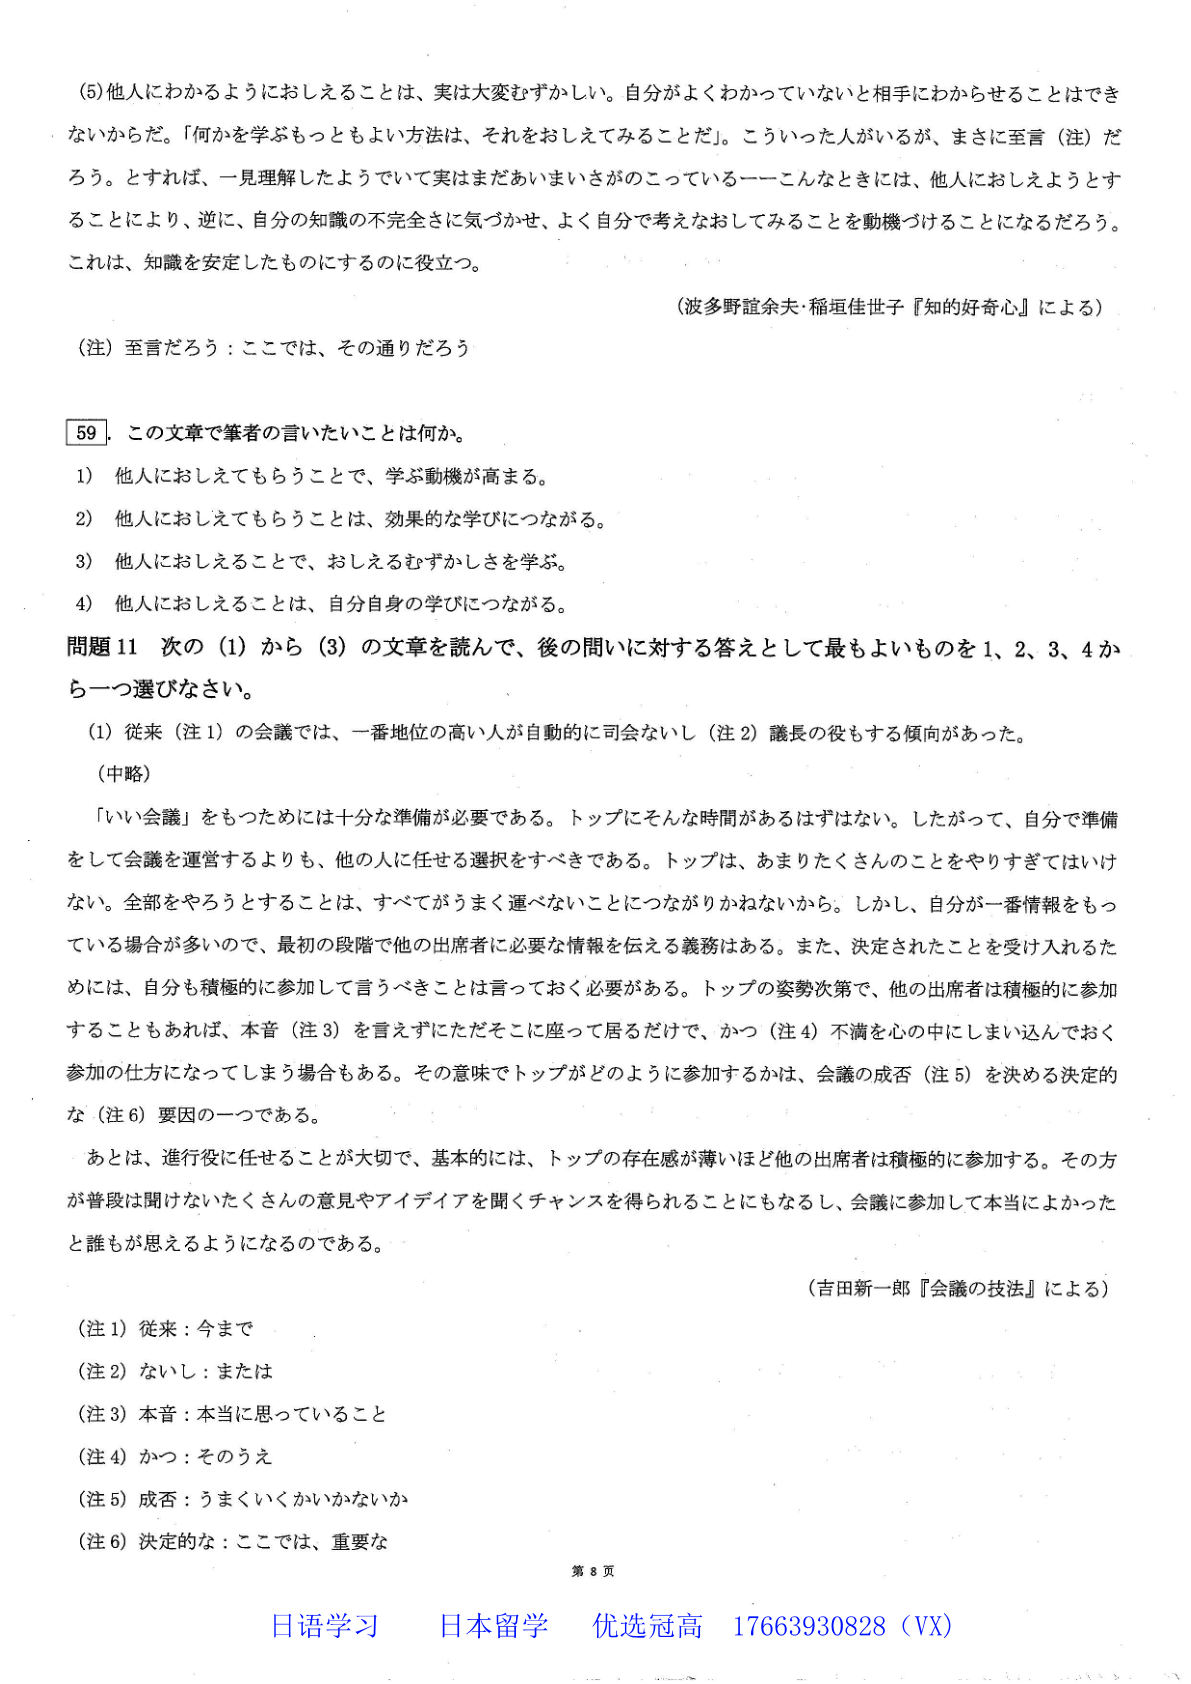 (5)他人にわかるようにおしえることは、実は大変むずかしい。自分がよくわかっていないと相手にわからせることはでき
ないからだ。「何かを学ぶもっともよい方法は、それをおしえてみることだ」。こういった人がいるが、まさに至言（注）だ
ろう。とすれば、一見理解したようでいて実はまだあいまいさがのこっているーーこんなときには、他人におしえようとす
ることにより、逆に、自分の知識の不完全さに気づかせ、よく自分で考えなおしてみることを動機づけることになるだろう。
これは、知識を安定したものにするのに役立つ。
（波多野誼余夫·稲垣佳世子『知的好奇心』による）
（注）至言だろう：ここでは、その通りだろう
59. この文章で筆者の言いたいことは何か。
1) 他人におしえてもらうことで、学ぶ動機が高まる。
2) 他人におしえてもらうことは、効果的な学びにつながる。
3) 他人におしえることで、おしえるむずかしさを学ぶ。
4) 他人におしえることは、自分自身の学びにつながる。
問題 11　次の（1）から（3）の文章を読んで、後の問いに対する答えとして最もよいものを 1、2、3、4 か
ら一つ選びなさい。
(1) 従来（注 1）の会議では、一番地位の高い人が自動的に司会ないし（注 2）議長の役もする傾向があった。
（中略）
「いい会議」をもつためには十分な準備が必要である。トップにそんな時間があるはずはない。したがって、自分で準備
をして会議を運営するよりも、他の人に任せる選択をすべきである。トップは、あまりたくさんのことをやりすぎてはいけ
ない。全部をやろうとすることは、すべてがうまく運べないことにつながりかねないから。しかし、自分が一番情報をもっ
ている場合が多いので、最初の段階で他の出席者に必要な情報を伝える義務はある。また、決定されたことを受け入れるた
めには、自分も積極的に参加して言うべきことは言っておく必要がある。トップの姿勢次第で、他の出席者は積極的に参加
することもあれば、本音（注 3）を言えずにただそこに座って居るだけで、かつ（注 4）不満を心の中にしまい込んでおく
参加の仕方になってしまう場合もある。その意味でトップがどのように参加するかは、会議の成否（注 5）を決める決定的
な（注 6）要因の一つである。
あとは、進行役に任せることが大切で、基本的には、トップの存在感が薄いほど他の出席者は積極的に参加する。その方
が普段は聞けないたくさんの意見やアイデイアを聞くチャンスを得られることにもなるし、会議に参加して本当によかった
と誰もが思えるようになるのである。
（吉田新一郎『会議の技法』による）
（注 1）従来：今まで
（注 2）ないし：または
（注 3）本音：本当に思っていること
（注 4）かつ：そのうえ
（注 5）成否：うまくいくかいかないか
（注 6）決定的な：ここでは、重要な
第 8 页
日语学习　日本留学　优选冠高　17663930828（VX）